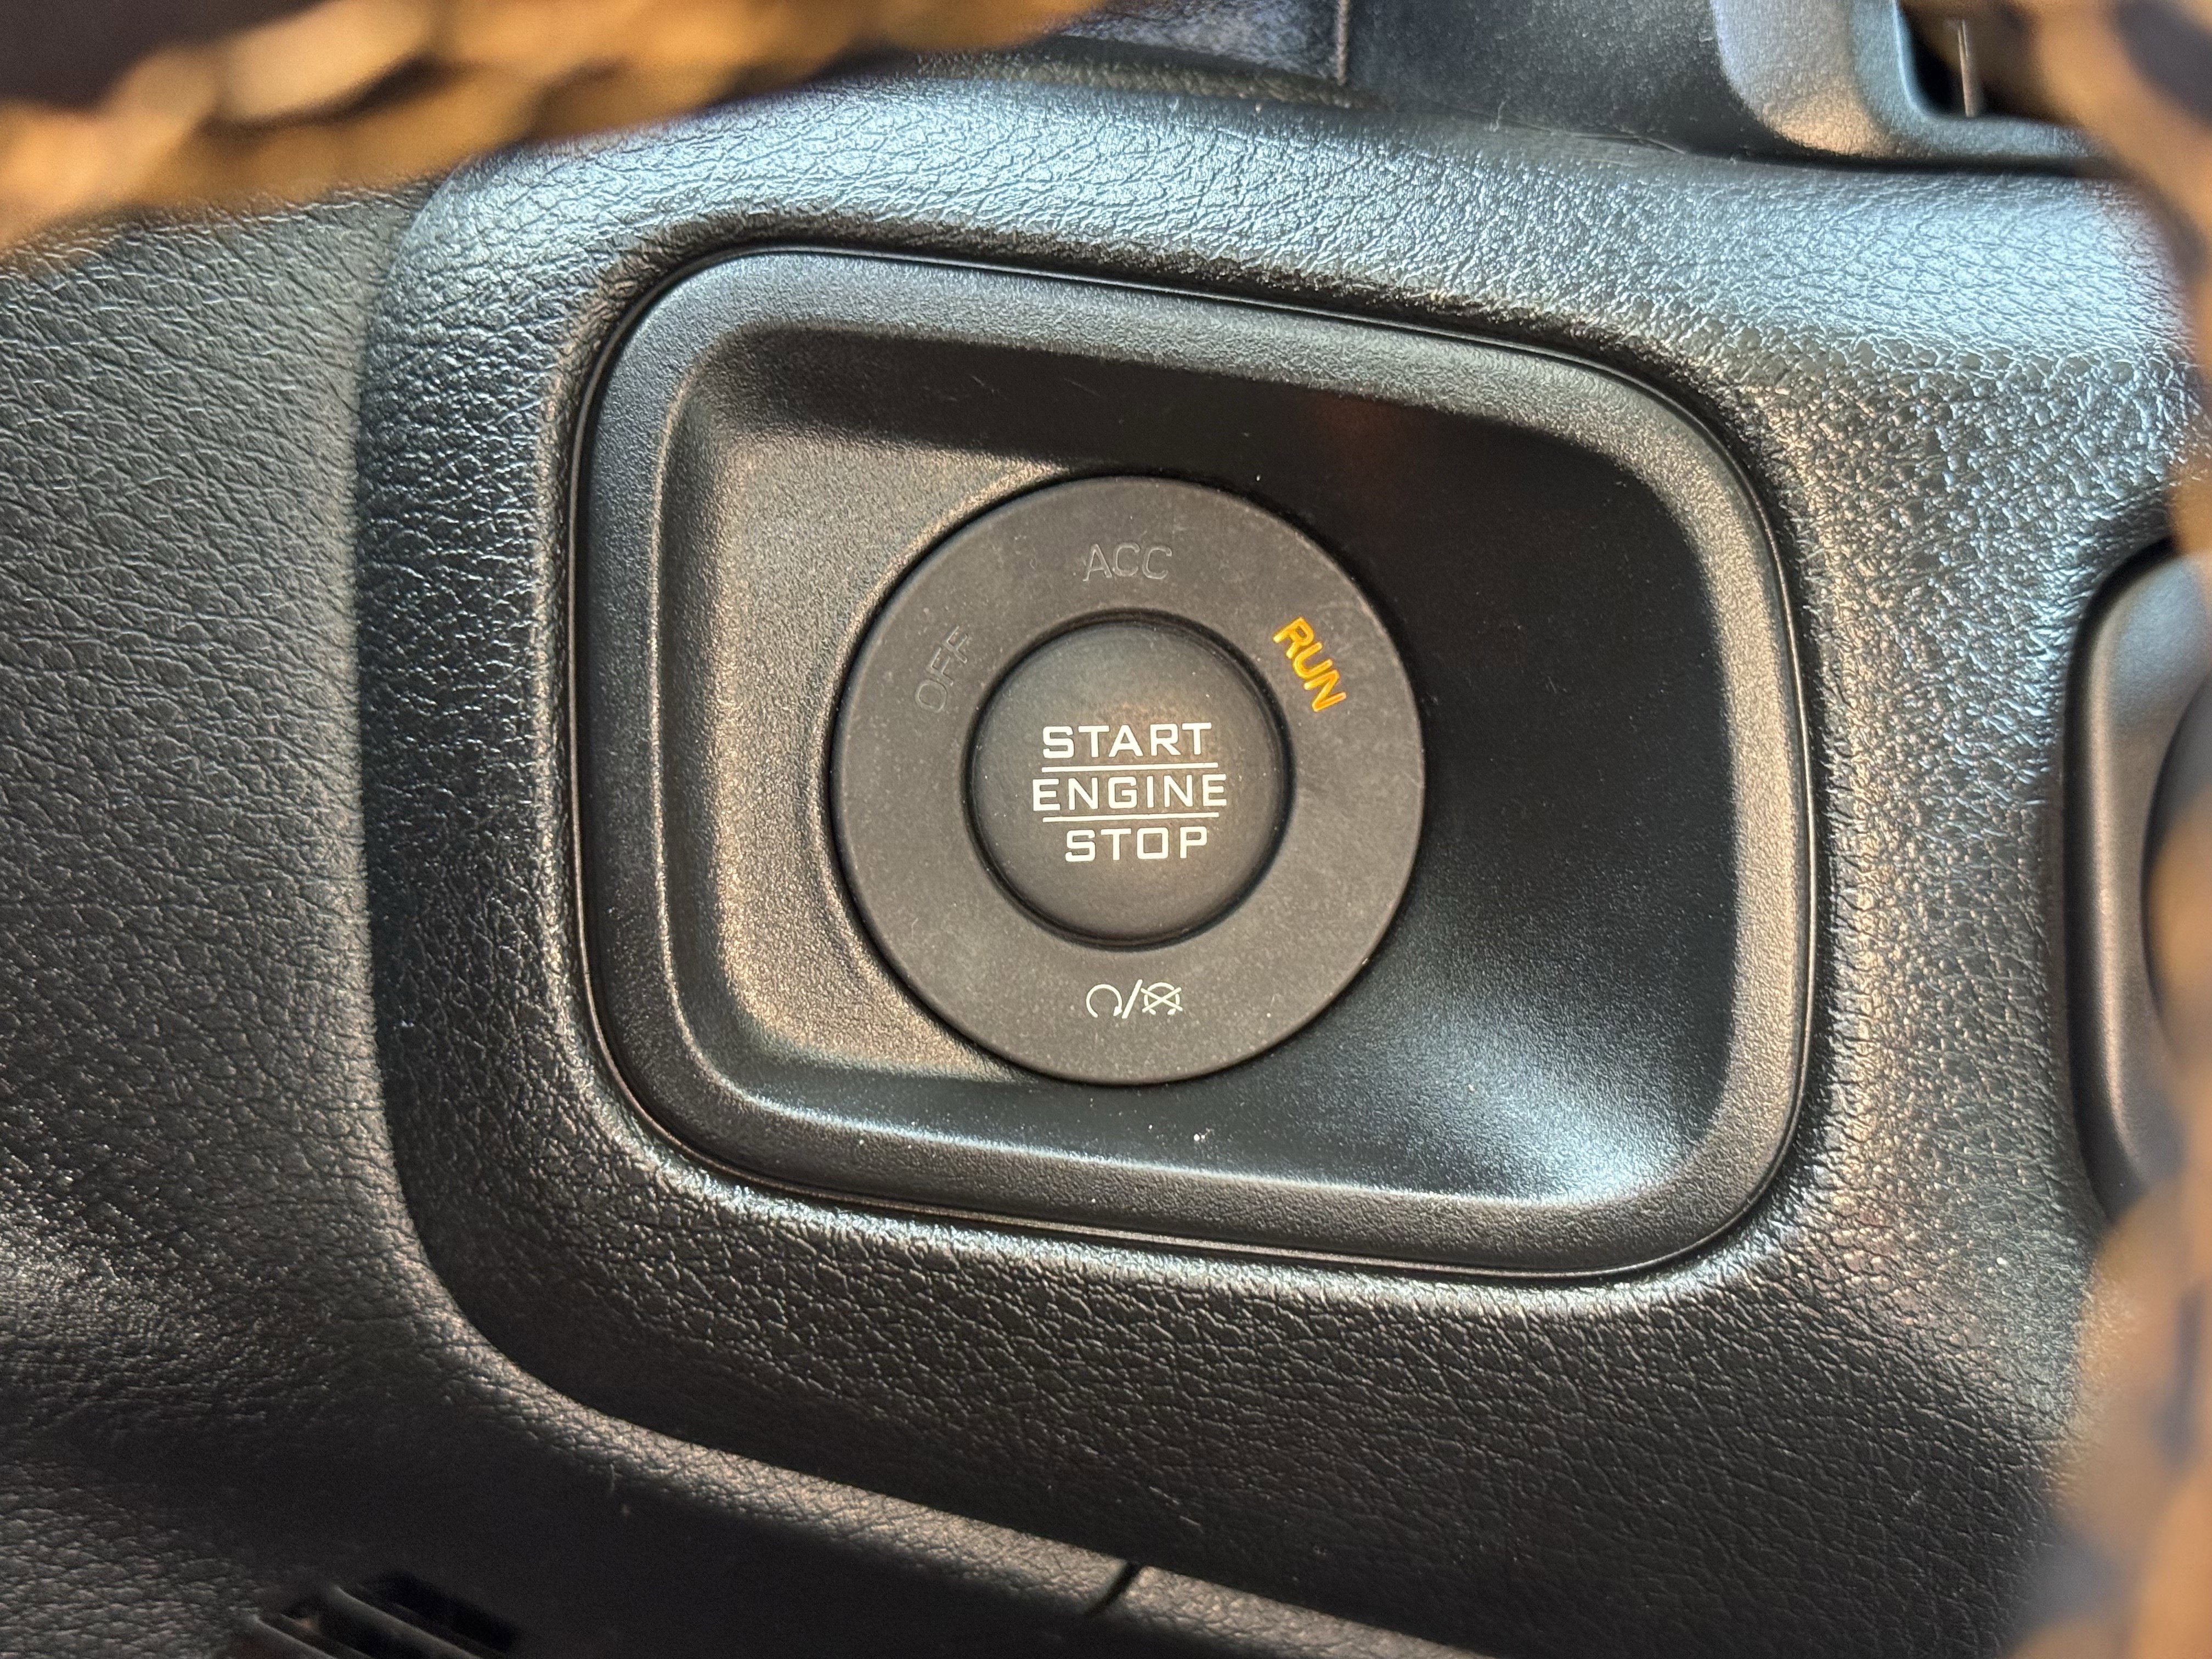 ACC
OFF
RUN
START
ENGINE
STOP